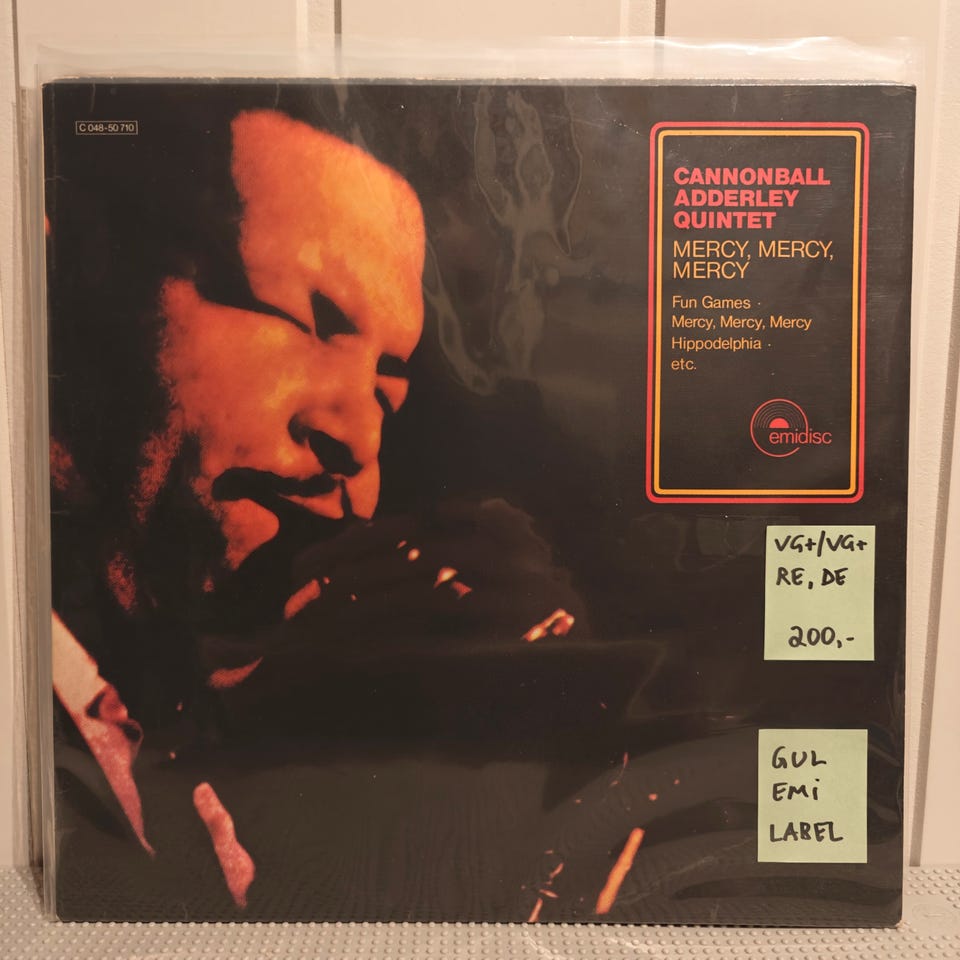 C 048-50 710
CANNONBALL
ADDERLEY
QUINTET
MERCY, MERCY,
MERCY
Fun Games ·
Mercy, Mercy, Mercy
Hippodelphia ·
etc.
emidisc
VG+/VG+
RE, DE
200,-
GUL
EMi
LABEL